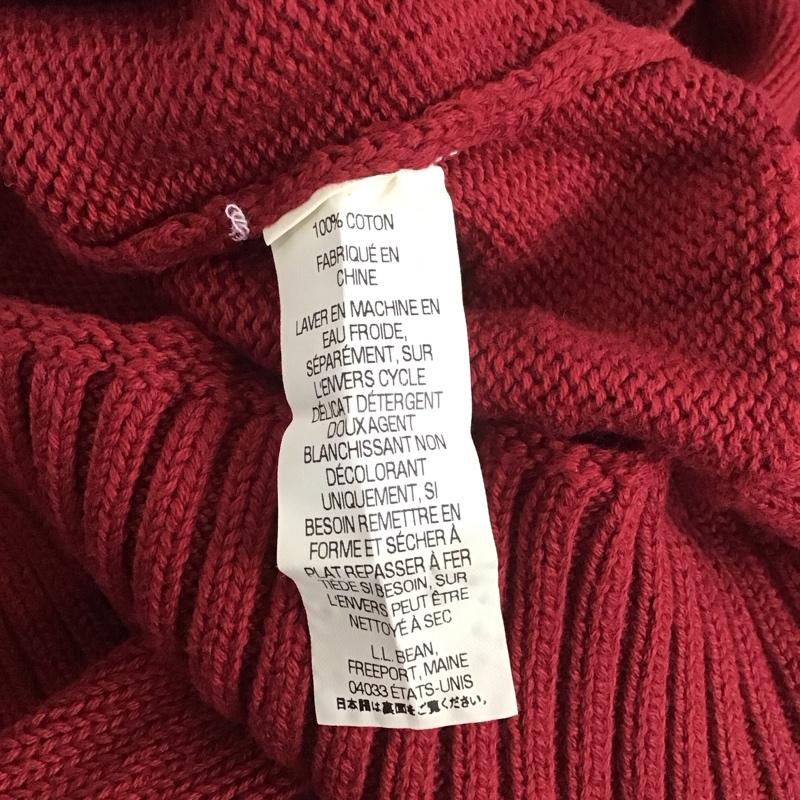 100% COTON
FABRIQUÉ EN
CHINE
LAVER EN MACHINE EN
EAU FROIDE,
SÉPARÉMENT, SUR
L'ENVERS CYCLE
DÉLICAT DÉTERGENT
DOUX AGENT
BLANCHISSANT NON
DÉCOLORANT
UNIQUEMENT, SI
BESOIN REMETTRE EN
FORME ET SÉCHER À
PLAT REPASSER À FER
TIÈDE SI BESOIN, SUR
L'ENVERS PEUT ÊTRE
NETTOYÉ À SEC
L.L. BEAN,
FREEPORT, MAINE
04033 ÉTATS-UNIS
日本語は裏面をご覧ください。